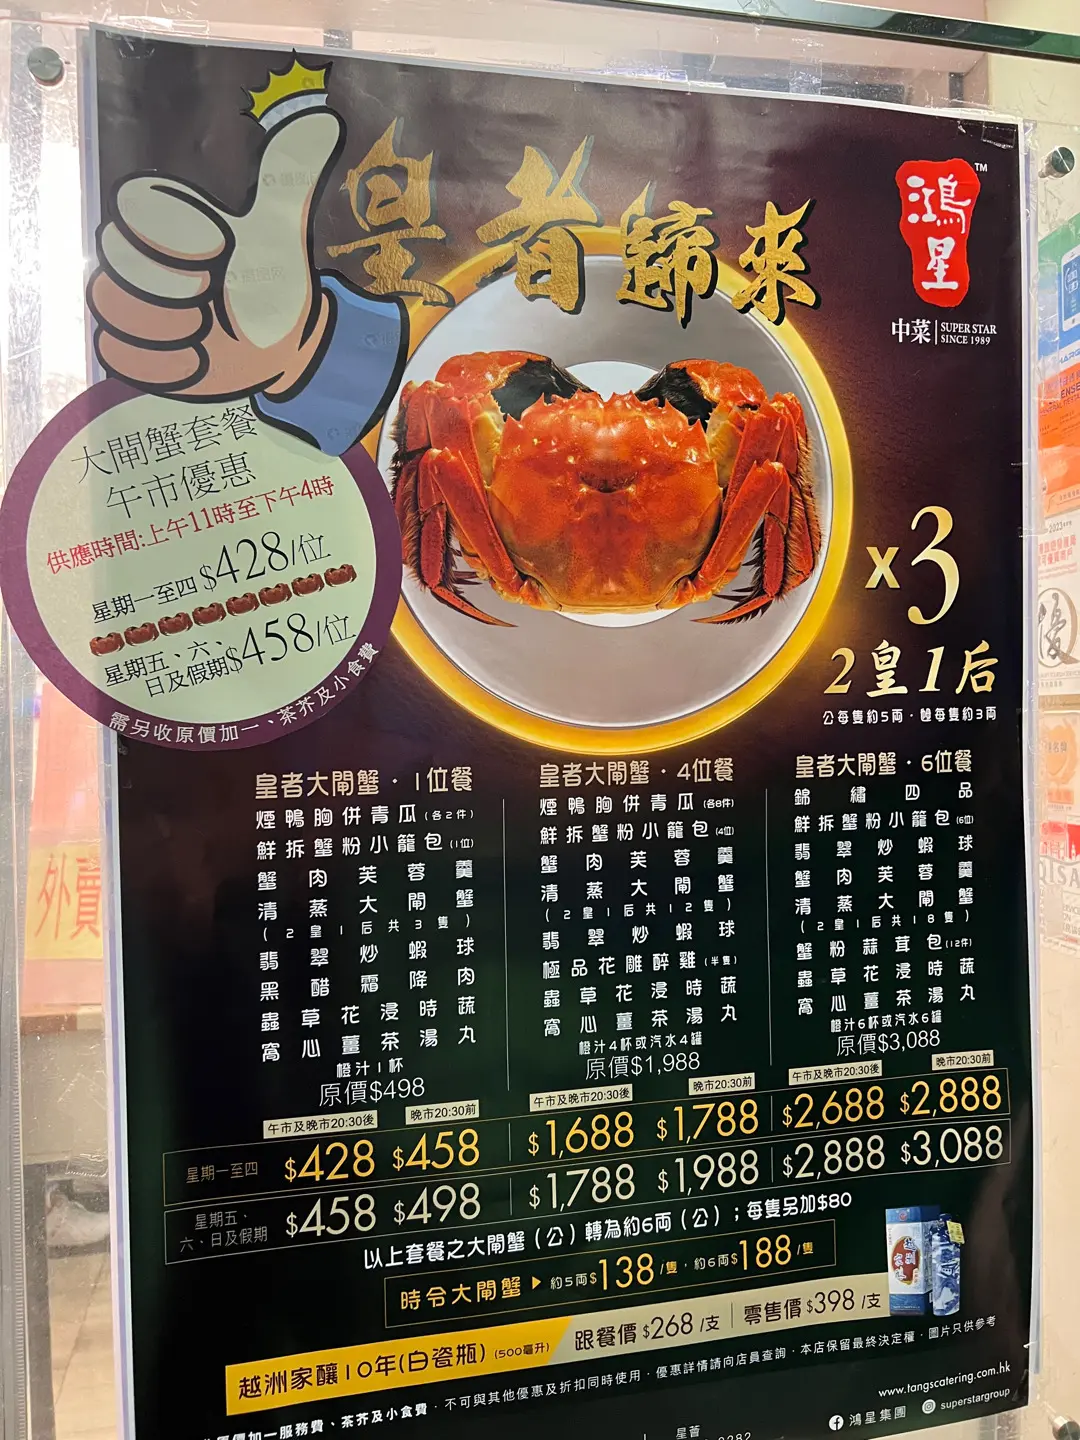 皇者歸來
鴻星
TM
中菜 SUPER STAR
SINCE 1989
大閘蟹套餐
午市優惠
供應時間:上午11時至下午4時
星期一至四$428/位
星期五、六、
日及假期$458/位
需另收原價加一、茶芥及小食費
x3
2皇1后
公每隻約5両・乸每隻約3両
皇者大閘蟹・1位餐
煙鴨胸併青瓜(各2件)
鮮拆蟹粉小籠包(1位)
蟹肉芙蓉羹
清蒸大閘蟹
(2皇1后共3隻)
翡翠炒蝦球
黑醋霜降肉
蟲草花浸時蔬
窩心薑茶湯丸
橙汁1杯
原價$498
皇者大閘蟹・4位餐
煙鴨胸併青瓜(各8件)
鮮拆蟹粉小籠包(4位)
蟹肉芙蓉羹
清蒸大閘蟹
(2皇1后共12隻)
翡翠炒蝦球
極品花雕醉雞(半隻)
蟲草花浸時蔬
窩心薑茶湯丸
橙汁4杯或汽水4罐
原價$1,988
皇者大閘蟹・6位餐
錦繡四品
鮮拆蟹粉小籠包(6位)
翡翠炒蝦球
蟹肉芙蓉羹
清蒸大閘蟹
(2皇1后共18隻)
蟹粉蒜茸包(12件)
蟲草花浸時蔬
窩心薑茶湯丸
橙汁6杯或汽水6罐
原價$3,088
午市及晚市20:30後 晚市20:30前 午市及晚市20:30後 晚市20:30前 午市及晚市20:30後 晚市20:30前
星期一至四 $428 $458 $1,688 $1,788 $2,688 $2,888
星期五、
六、日及假期 $458 $498 $1,788 $1,988 $2,888 $3,088
以上套餐之大閘蟹(公)轉為約6両(公);每隻另加$80
時令大閘蟹 約5両$138/隻・約6両$188/隻
越洲家釀10年(白瓷瓶)(500毫升) 跟餐價$268/支 零售價$398/支
原價加一服務費、茶芥及小食費・不可與其他優惠及折扣同時使用・優惠詳情請向店員查詢・本店保留最終決定權・圖片只供參考
www.tangscatering.com.hk
鴻星集團 superstargroup
星薈
外賣